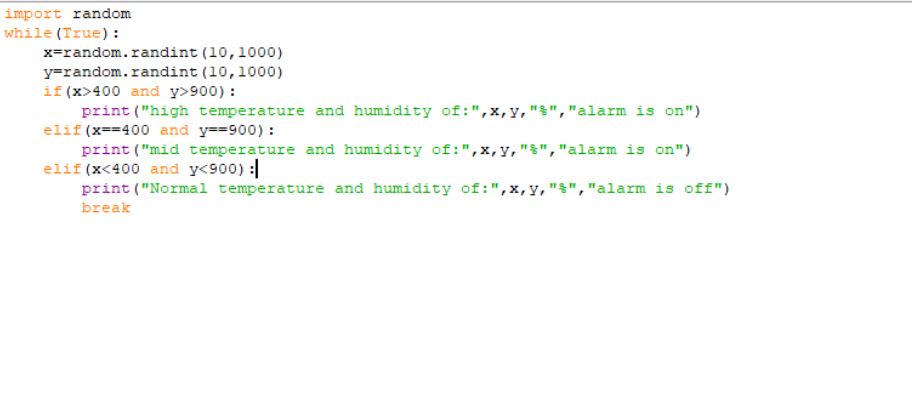 import random
while(True):
    x=random.randint(10,1000)
    y=random.randint(10,1000)
    if(x>400 and y>900):
        print("high temperature and humidity of:",x,y,"%","alarm is on")
    elif(x==400 and y==900):
        print("mid temperature and humidity of:",x,y,"%","alarm is on")
    elif(x<400 and y<900):
        print("Normal temperature and humidity of:",x,y,"%","alarm is off")
        break